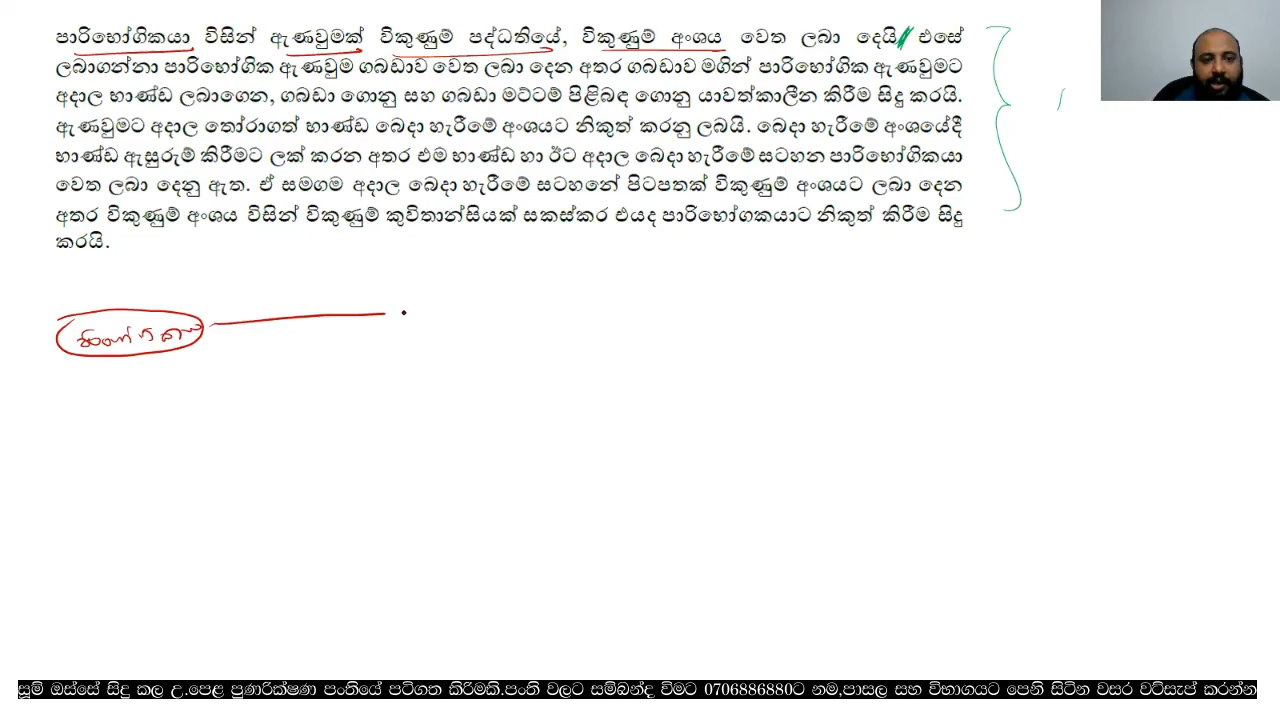 පාරිභෝගිකයා විසින් ඇණවුමක් විකුණුම් පද්ධතියේ, විකුණුම් අංශය වෙත ලබා දෙයි එසේ
ලබාගන්නා පාරිභෝගික ඇණවුම ගබඩාව වෙත ලබා දෙන අතර ගබඩාව මගින් පාරිභෝගික ඇණවුමට
අදාල භාණ්ඩ ලබාගෙන, ගබඩා ගොනු සහ ගබඩා මට්ටම් පිළිබඳ ගොනු යාවත්කාලීන කිරීම සිදු කරයි.
ඇණවුමට අදාල තෝරාගත් භාණ්ඩ බෙදා හැරීමේ අංශයට නිකුත් කරනු ලබයි. බෙදා හැරීමේ අංශයේදී
භාණ්ඩ ඇසුරුම් කිරීමට ලක් කරන අතර එම භාණ්ඩ හා ඊට අදාල බෙදා හැරීමේ සටහන පාරිභෝගිකයා
වෙත ලබා දෙනු ඇත. ඒ සමගම අදාල බෙදා හැරීමේ සටහනේ පිටපතක් විකුණුම් අංශයට ලබා දෙන
අතර විකුණුම් අංශය විසින් විකුණුම් කුවිතාන්සියක් සකස්කර එයද පාරිභෝගකයාට නිකුත් කිරීම සිදු
කරයි.
සූම් ඔස්සේ සිදු කල උ.පෙළ පුණරික්ෂණ පංතියේ පටිගත කිරිමකි.පංති වලට සම්බන්ද විමට 0706886880ට නම,පාසල සහ විභාගයට පෙනි සිටින වසර වට්සැප් කරන්න